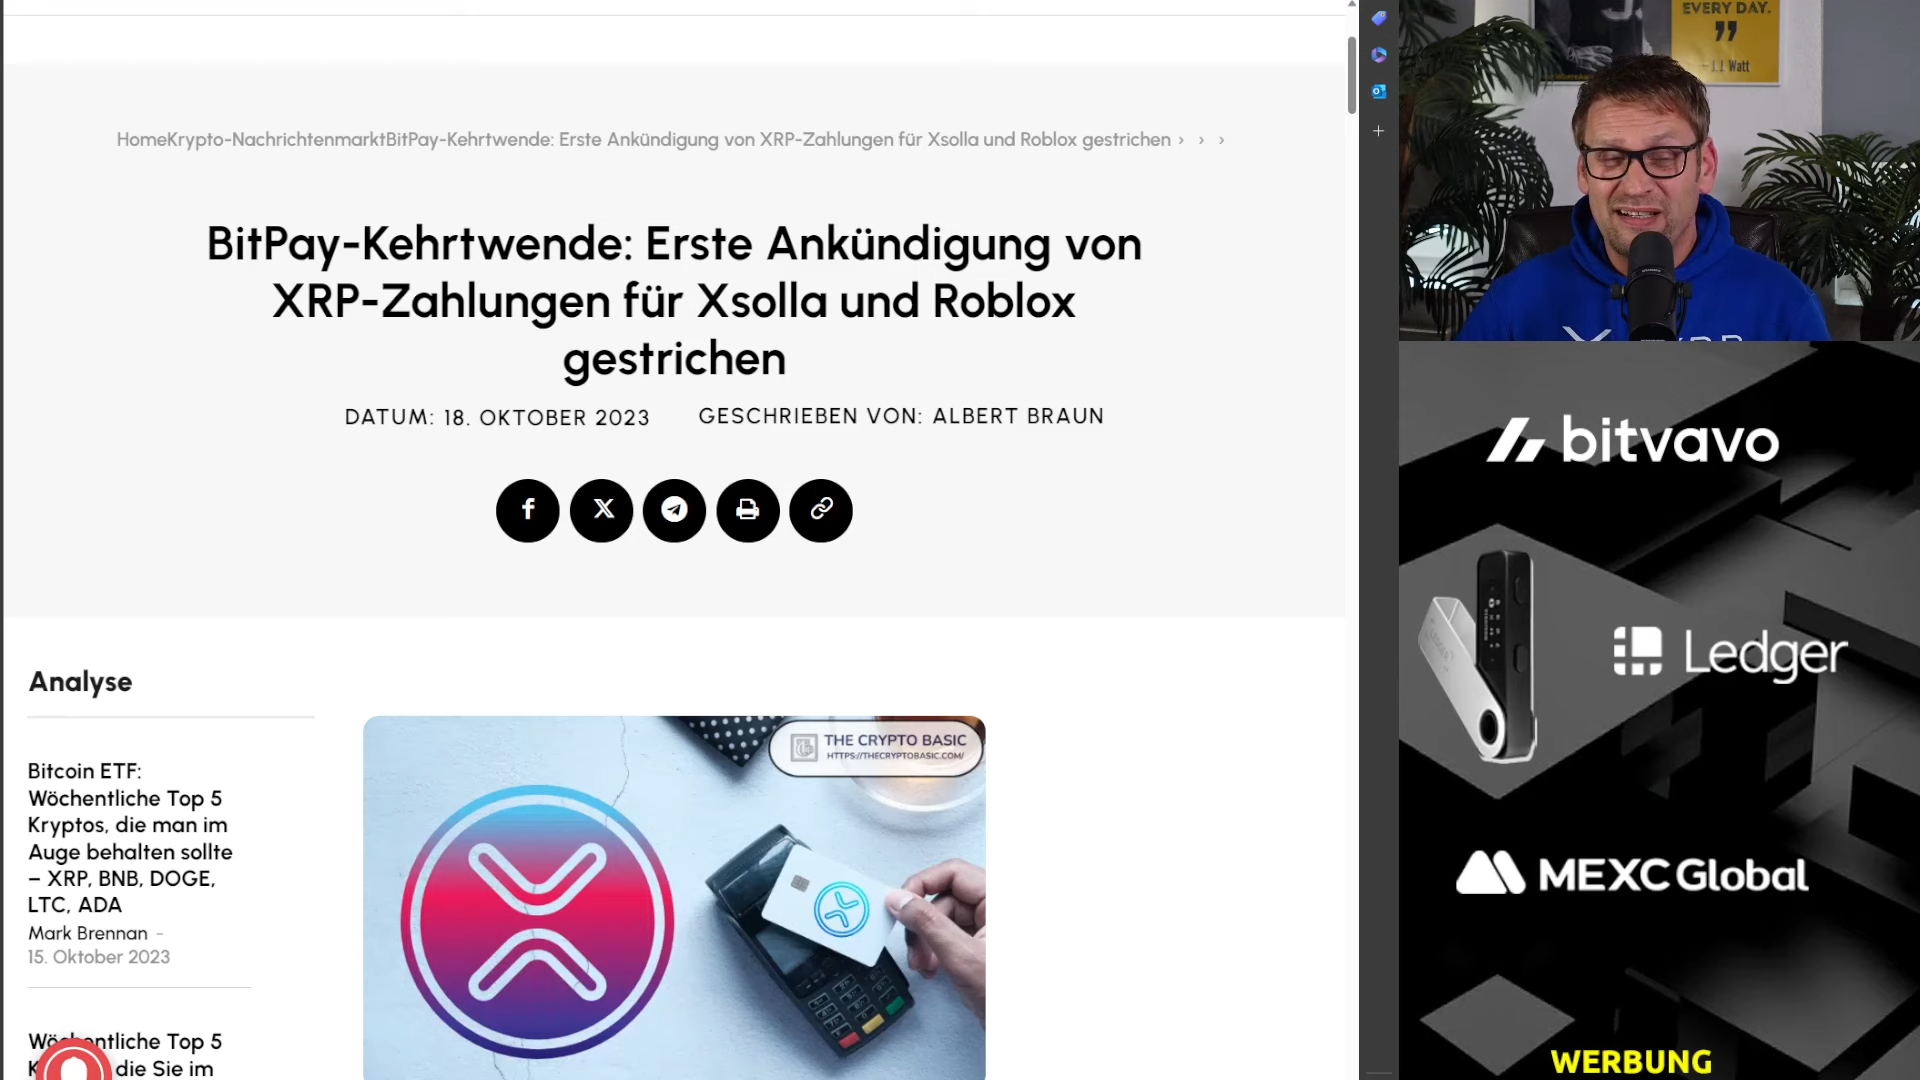 HomeKrypto-NachrichtenmarktBitPay-Kehrtwende: Erste Ankündigung von XRP-Zahlungen für Xsolla und Roblox gestrichen › › ›
BitPay-Kehrtwende: Erste Ankündigung von
XRP-Zahlungen für Xsolla und Roblox
gestrichen
DATUM: 18. OKTOBER 2023 GESCHRIEBEN VON: ALBERT BRAUN
Analyse
Bitcoin ETF:
Wöchentliche Top 5
Kryptos, die man im
Auge behalten sollte
– XRP, BNB, DOGE,
LTC, ADA
Mark Brennan -
15. Oktober 2023
Wöchentliche Top 5
die Sie im
THE CRYPTO BASIC
HTTPS://THECRYPTOBASIC.COM/
EVERY DAY.
"
– J.J. Watt
bitvavo
Ledger
MEXC Global
WERBUNG